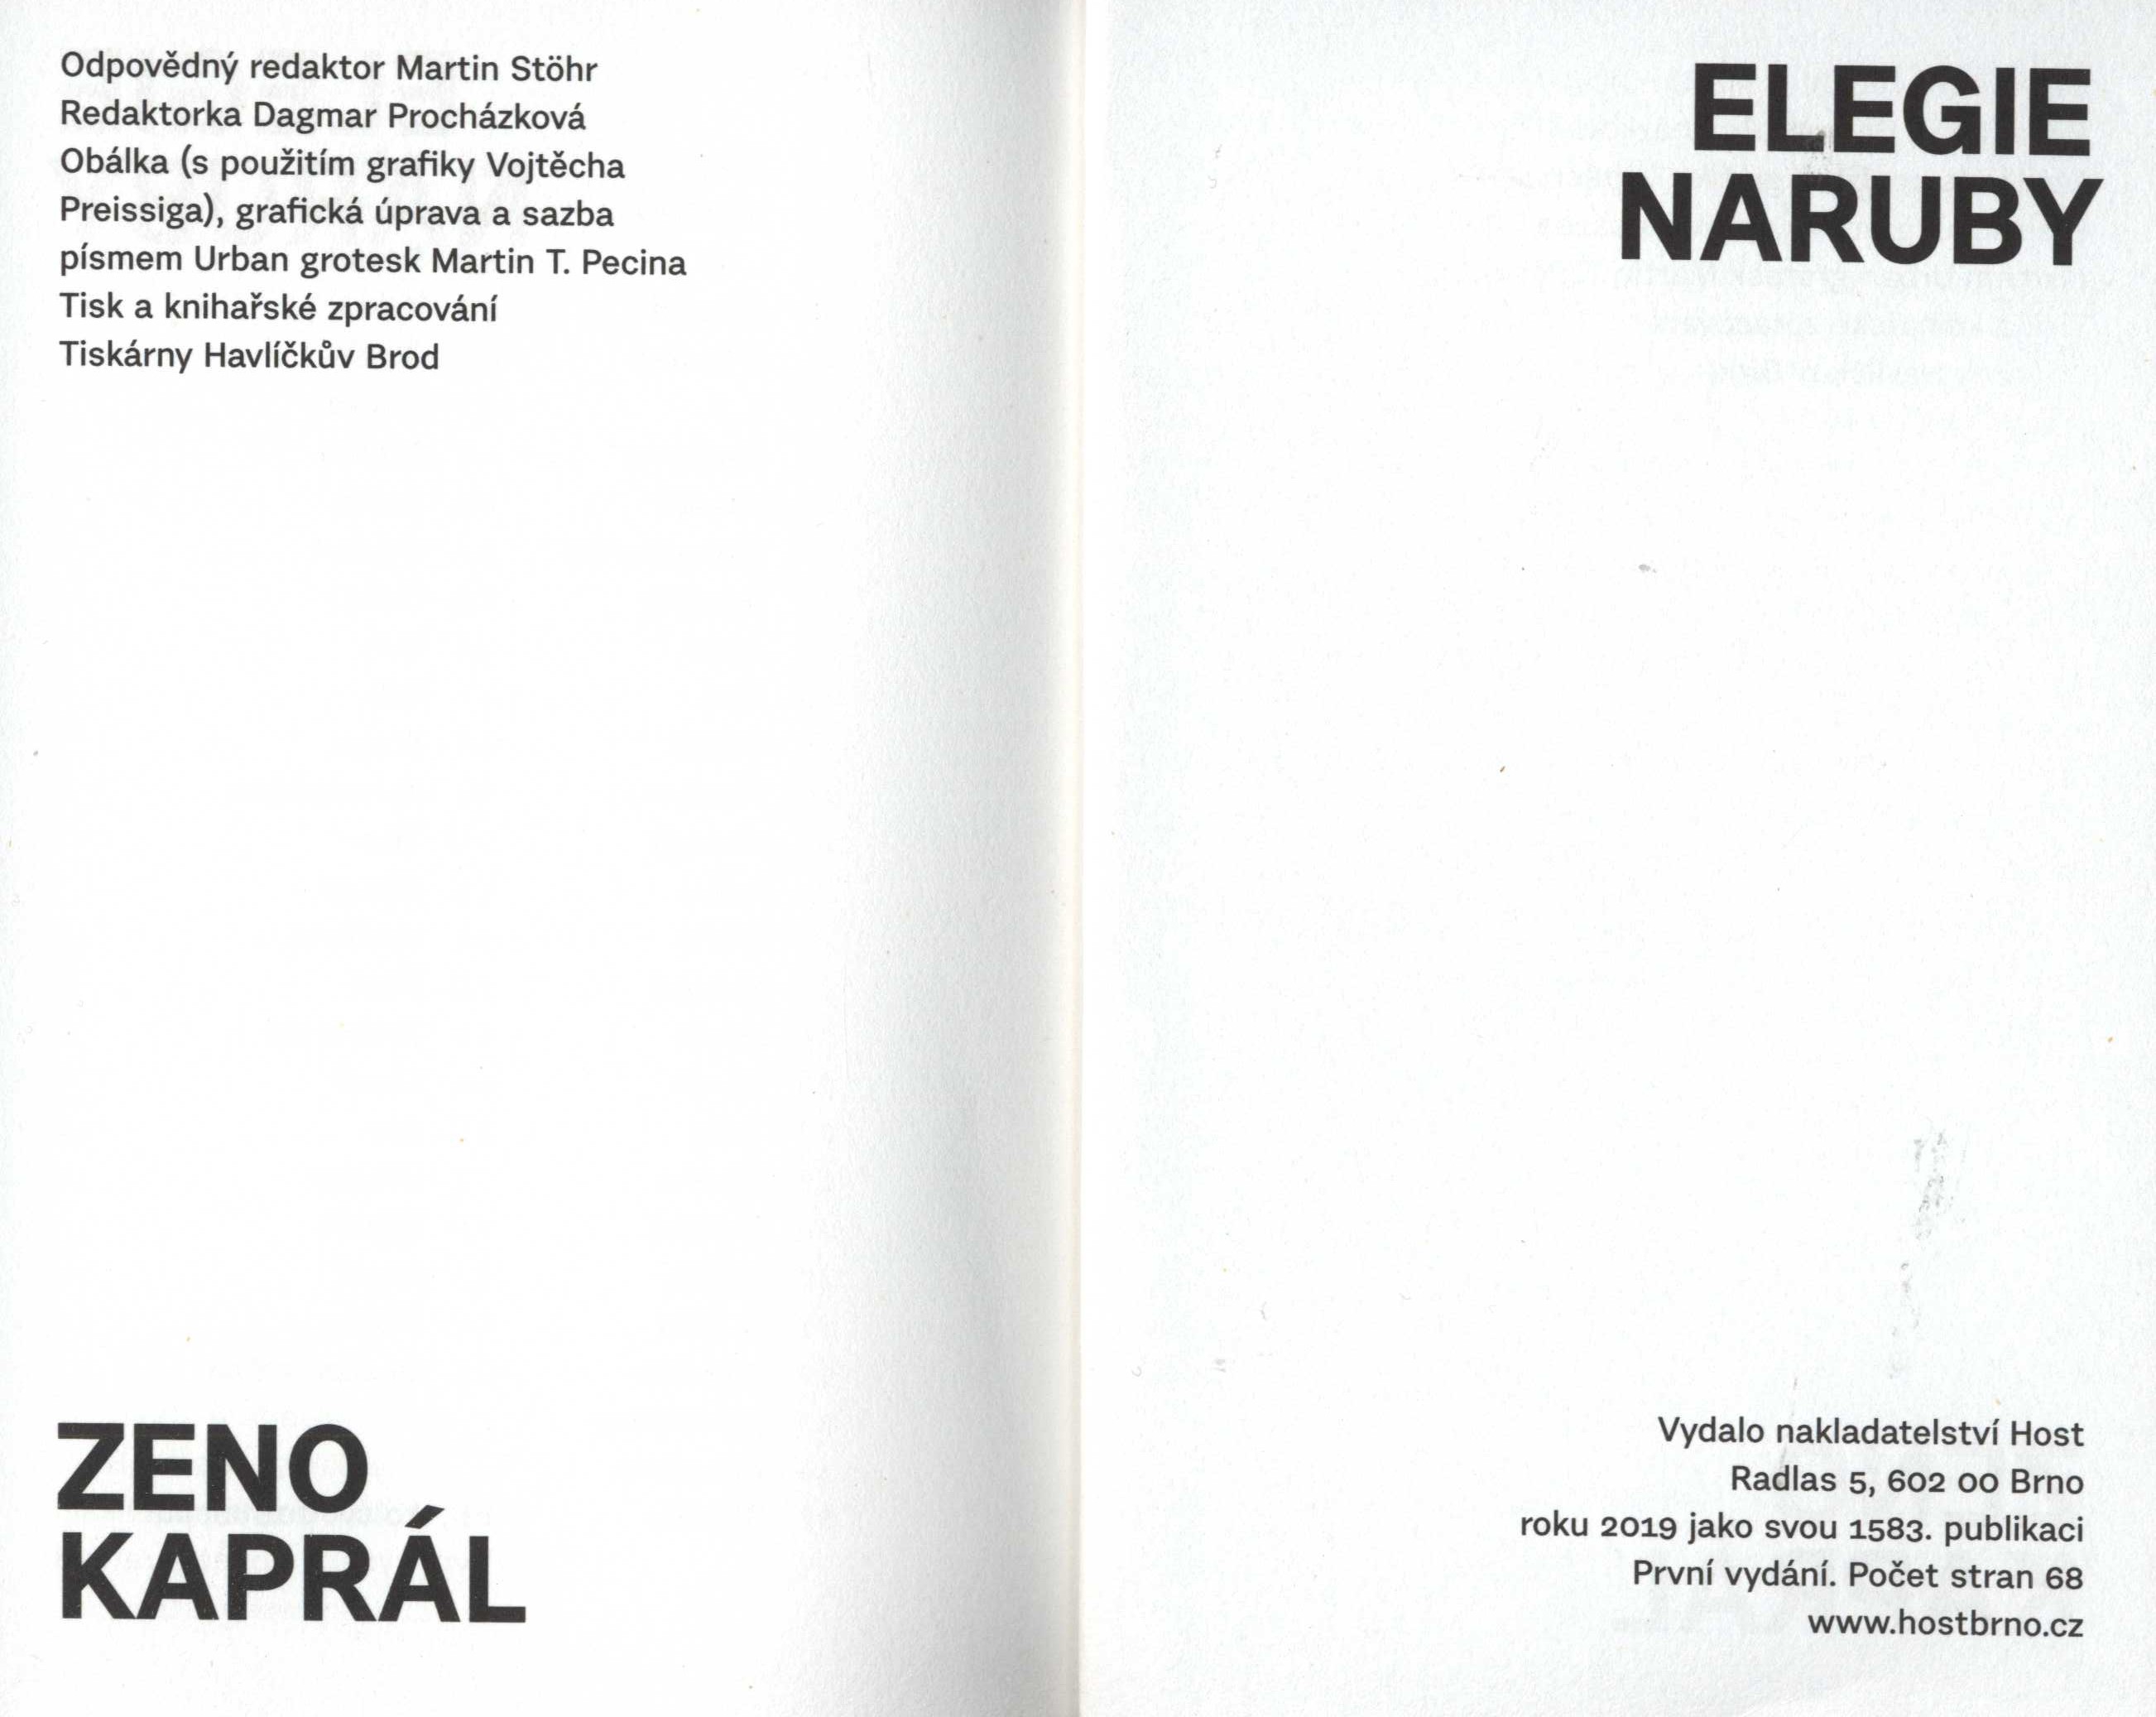 Odpovědný redaktor Martin Stöhr
Redaktorka Dagmar Procházková
Obálka (s použitím grafiky Vojtěcha
Preissiga), grafická úprava a sazba
písmem Urban grotesk Martin T. Pecina
Tisk a knihařské zpracování
Tiskárny Havlíčkův Brod
ZENO
KAPRÁL
ELEGIE
NARUBY
Vydalo nakladatelství Host
Radlas 5, 602 00 Brno
roku 2019 jako svou 1583. publikaci
První vydání. Počet stran 68
www.hostbrno.cz